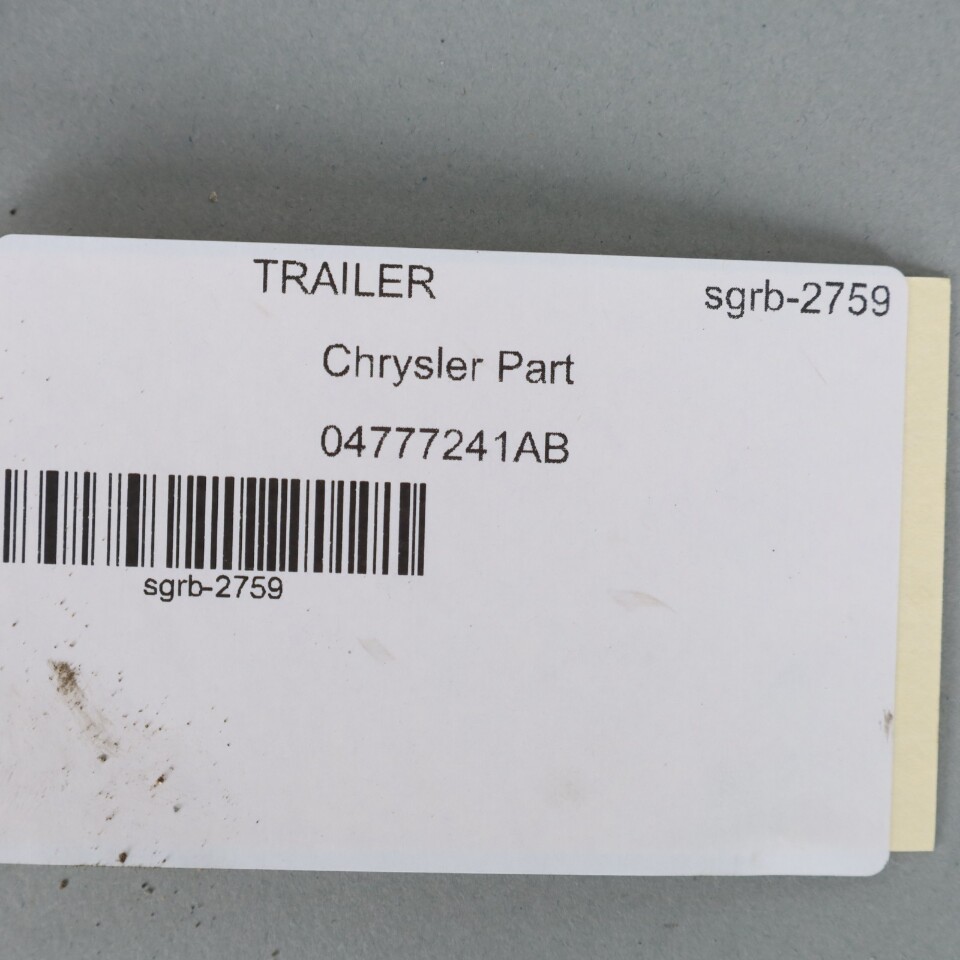 TRAILER sgrb-2759
Chrysler Part
04777241AB
sgrb-2759